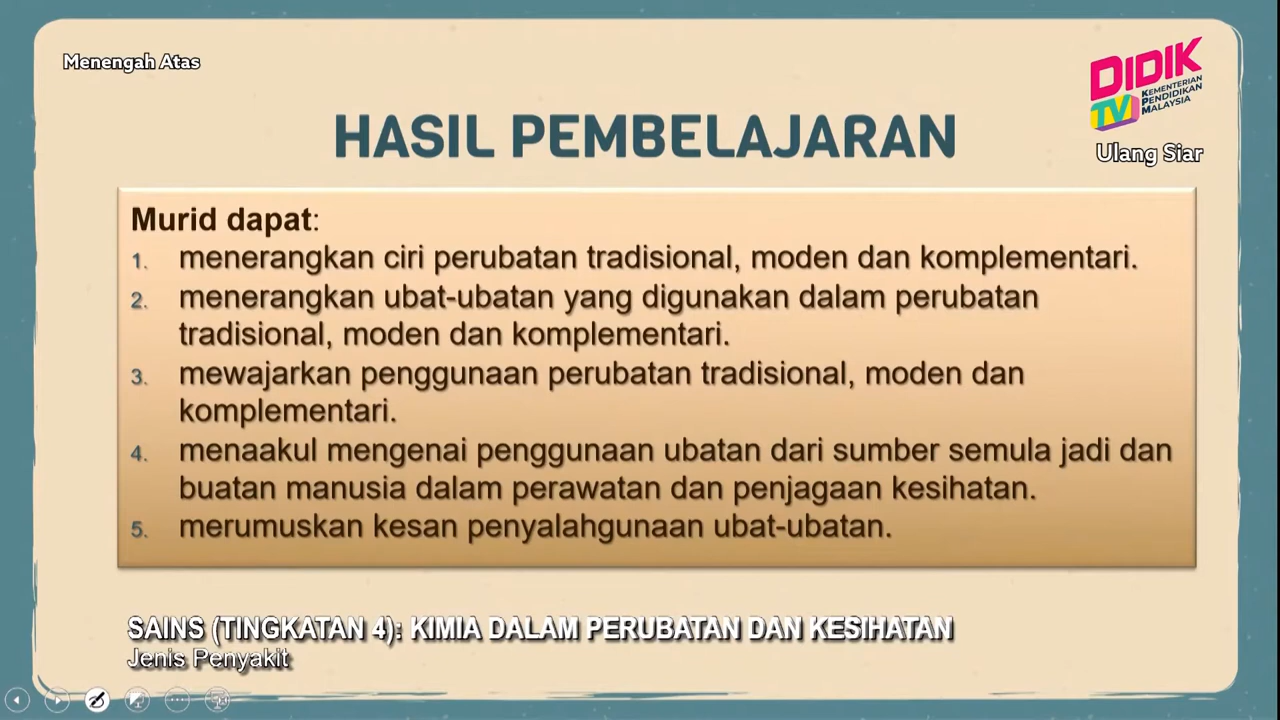 Menengah Atas
DIDIK
TV
KEMENTERIAN
PENDIDIKAN
MALAYSIA
Ulang Siar
HASIL PEMBELAJARAN
Murid dapat:
1. menerangkan ciri perubatan tradisional, moden dan komplementari.
2. menerangkan ubat-ubatan yang digunakan dalam perubatan
tradisional, moden dan komplementari.
3. mewajarkan penggunaan perubatan tradisional, moden dan
komplementari.
4. menaakul mengenai penggunaan ubatan dari sumber semula jadi dan
buatan manusia dalam perawatan dan penjagaan kesihatan.
5. merumuskan kesan penyalahgunaan ubat-ubatan.
SAINS (TINGKATAN 4): KIMIA DALAM PERUBATAN DAN KESIHATAN
Jenis Penyakit